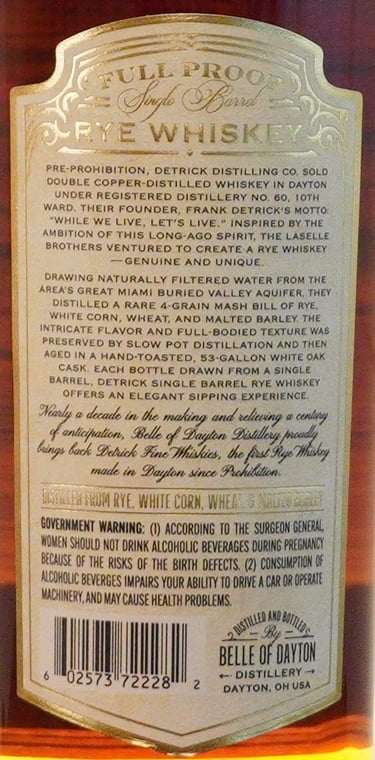 FULL PROOF
Single Barrel
RYE WHISKEY
PRE-PROHIBITION, DETRICK DISTILLING CO. SOLD
DOUBLE COPPER-DISTILLED WHISKEY IN DAYTON
UNDER REGISTERED DISTILLERY NO. 60, 10TH
WARD. THEIR FOUNDER, FRANK DETRICK'S MOTTO:
"WHILE WE LIVE, LET'S LIVE." INSPIRED BY THE
AMBITION OF THIS LONG-AGO SPIRIT, THE LASELLE
BROTHERS VENTURED TO CREATE A RYE WHISKEY
—GENUINE AND UNIQUE.
DRAWING NATURALLY FILTERED WATER FROM THE
AREA'S GREAT MIAMI BURIED VALLEY AQUIFER, THEY
DISTILLED A RARE 4-GRAIN MASH BILL OF RYE,
WHITE CORN, WHEAT, AND MALTED BARLEY. THE
INTRICATE FLAVOR AND FULL-BODIED TEXTURE WAS
PRESERVED BY SLOW POT DISTILLATION AND THEN
AGED IN A HAND-TOASTED, 53-GALLON WHITE OAK
CASK. EACH BOTTLE DRAWN FROM A SINGLE
BARREL, DETRICK SINGLE BARREL RYE WHISKEY
OFFERS AN ELEGANT SIPPING EXPERIENCE.
Nearly a decade in the making and relieving a century
of anticipation, Belle of Dayton Distillery proudly
brings back Detrick Fine Whiskies, the first Rye Whiskey
made in Dayton since Prohibition.
DISTILLED FROM RYE, WHITE CORN, WHEAT, & MALTED BARLEY
GOVERNMENT WARNING: (1) ACCORDING TO THE SURGEON GENERAL,
WOMEN SHOULD NOT DRINK ALCOHOLIC BEVERAGES DURING PREGNANCY
BECAUSE OF THE RISKS OF THE BIRTH DEFECTS. (2) CONSUMPTION OF
ALCOHOLIC BEVERGES IMPAIRS YOUR ABILITY TO DRIVE A CAR OR OPERATE
MACHINERY, AND MAY CAUSE HEALTH PROBLEMS.
6 02573 72228 2
DISTILLED AND BOTTLED
By
BELLE OF DAYTON
DISTILLERY
DAYTON, OH USA